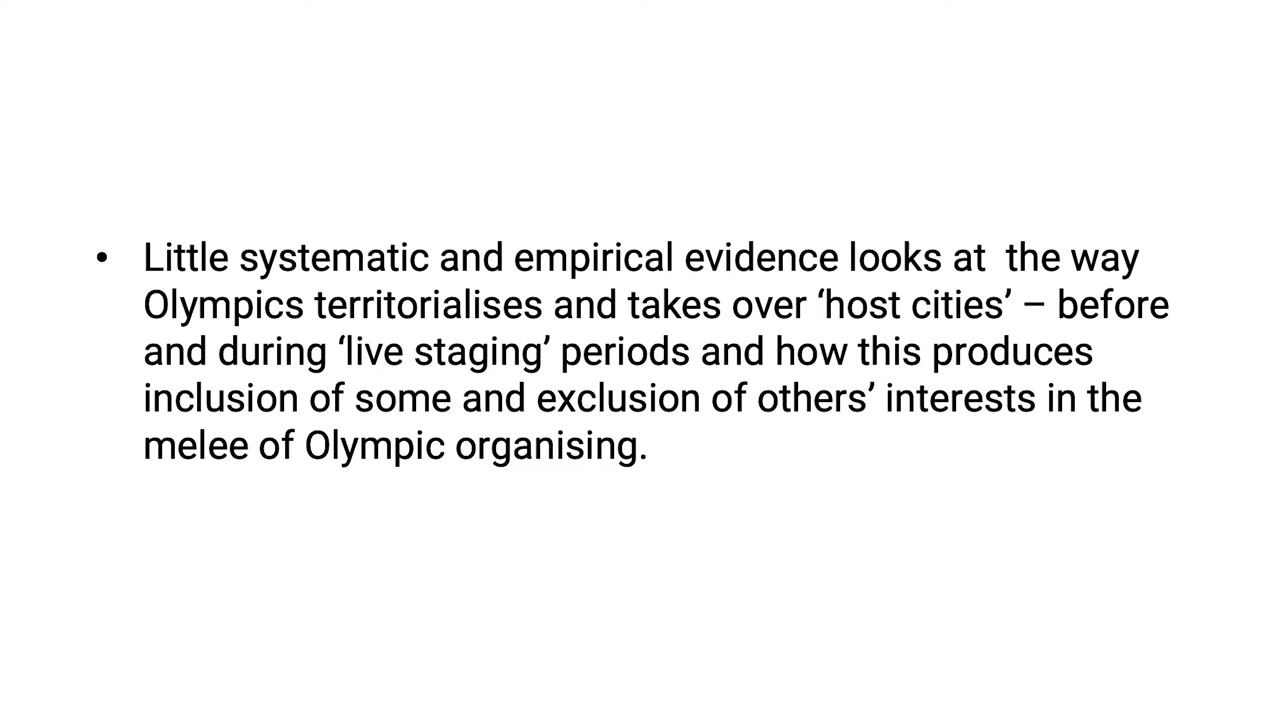 • Little systematic and empirical evidence looks at  the way
Olympics territorialises and takes over ‘host cities’ – before
and during ‘live staging’ periods and how this produces
inclusion of some and exclusion of others’ interests in the
melee of Olympic organising.